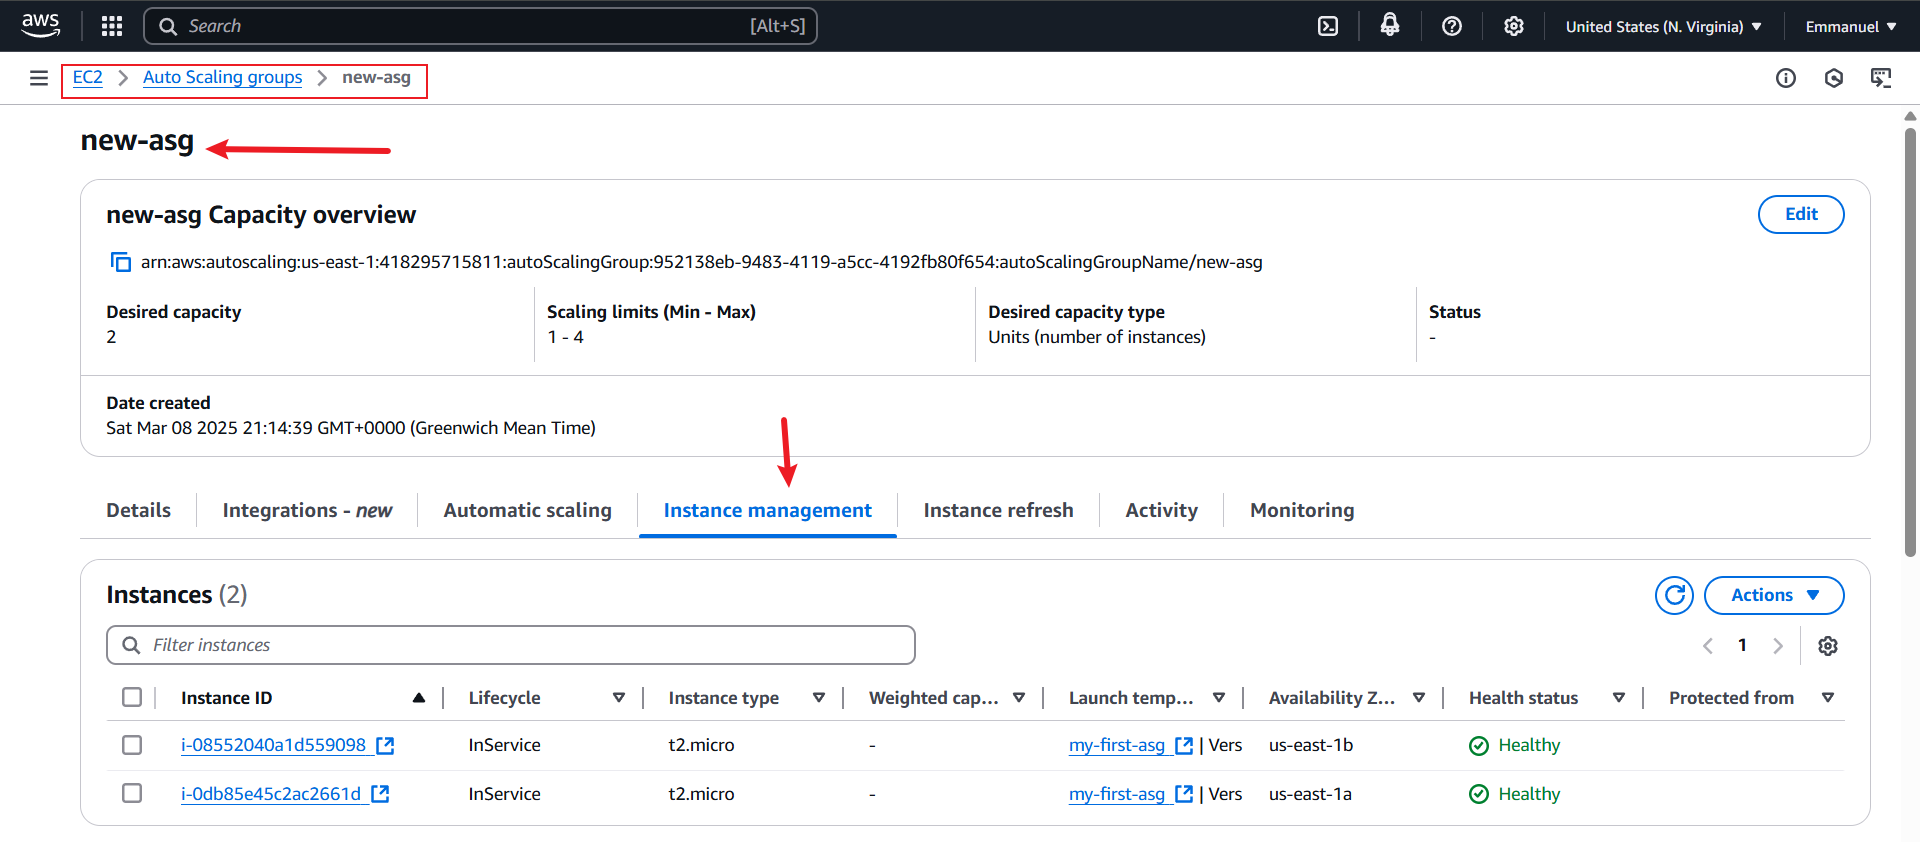 aws Search [Alt+S] United States (N. Virginia) Emmanuel
EC2 Auto Scaling groups new-asg
new-asg
new-asg Capacity overview Edit
arn:aws:autoscaling:us-east-1:418295715811:autoScalingGroup:952138eb-9483-4119-a5cc-4192fb80f654:autoScalingGroupName/new-asg
Desired capacity Scaling limits (Min - Max) Desired capacity type Status
2 1 - 4 Units (number of instances) -
Date created
Sat Mar 08 2025 21:14:39 GMT+0000 (Greenwich Mean Time)
Details Integrations - new Automatic scaling Instance management Instance refresh Activity Monitoring
Instances (2) Actions
Filter instances 1
Instance ID Lifecycle Instance type Weighted cap... Launch temp... Availability Z... Health status Protected from
i-08552040a1d559098 InService t2.micro - my-first-asg | Vers us-east-1b Healthy
i-0db85e45c2ac2661d InService t2.micro - my-first-asg | Vers us-east-1a Healthy